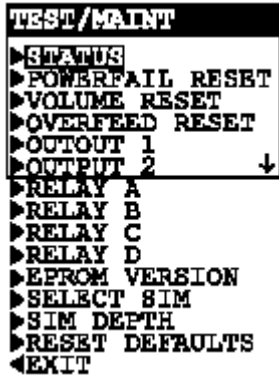 TEST/MAINT
STATUS
POWERFAIL RESET
VOLUME RESET
OVERFEED RESET
OUTOUT 1
OUTPUT 2
RELAY A
RELAY B
RELAY C
RELAY D
EPROM VERSION
SELECT SIM
SIM DEPTH
RESET DEFAULTS
EXIT